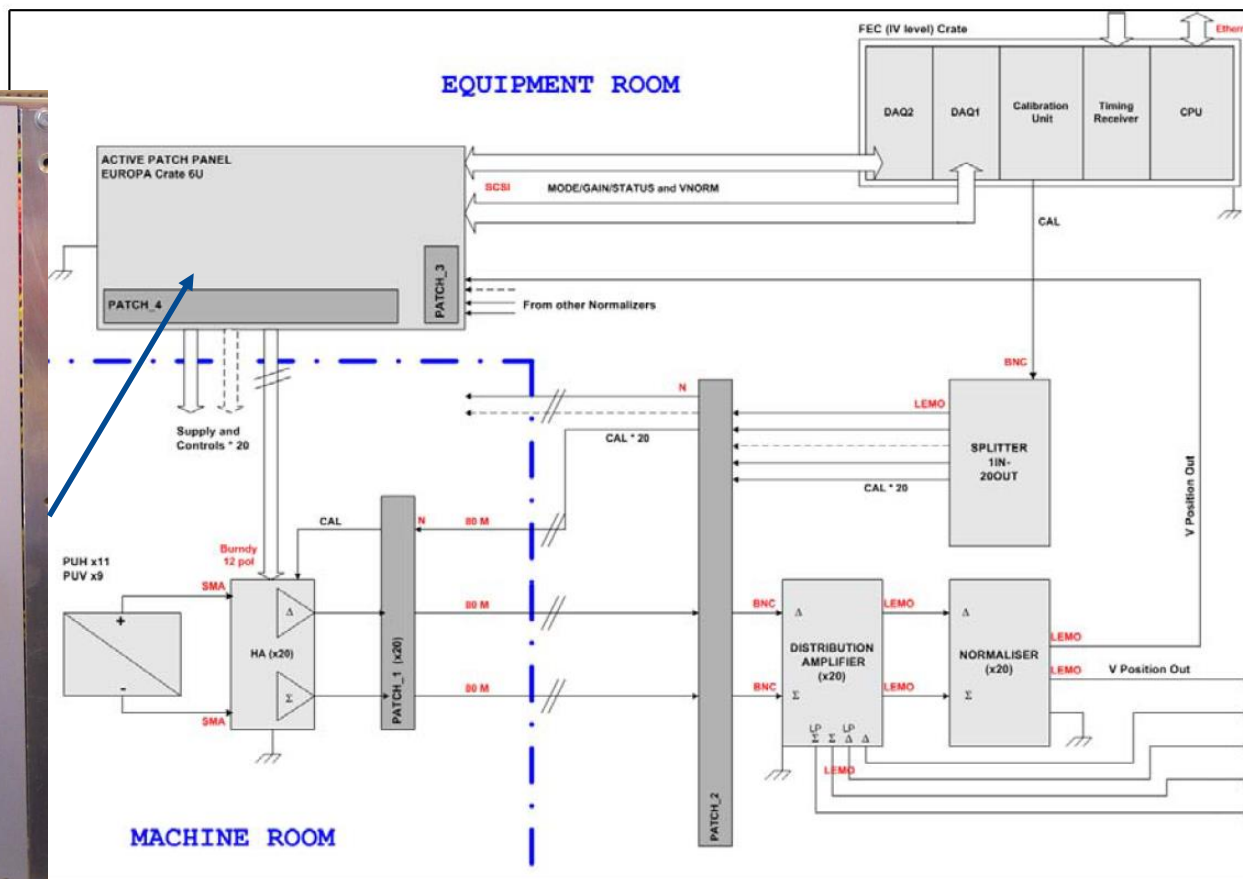 FEC (IV level) Crate
Ethern
EQUIPMENT ROOM
DAQ2
DAQ1
Calibration
Unit
Timing
Receiver
CPU
ACTIVE PATCH PANEL
EUROPA Crate 6U
SCSI
MODE/GAIN/STATUS and VNORM
CAL
PATCH_3
PATCH_4
From other Normalizers
BNC
N
LEMO
Supply and
Controls * 20
CAL * 20
SPLITTER
1IN-
20OUT
CAL * 20
V Position Out
CAL
N
80 M
Burndy
12 pol
PUH x11
PUV x9
SMA
+
-
SMA
Δ
HA (x20)
Σ
PATCH_1 (x20)
80 M
80 M
PATCH_2
BNC
BNC
Δ
DISTRIBUTION
AMPLIFIER
(x20)
Σ
LP LP
Σ Σ Δ Δ
LEMO
LEMO
LEMO
Δ
NORMALISER
(x20)
Σ
LEMO
LEMO
V Position Out
MACHINE ROOM